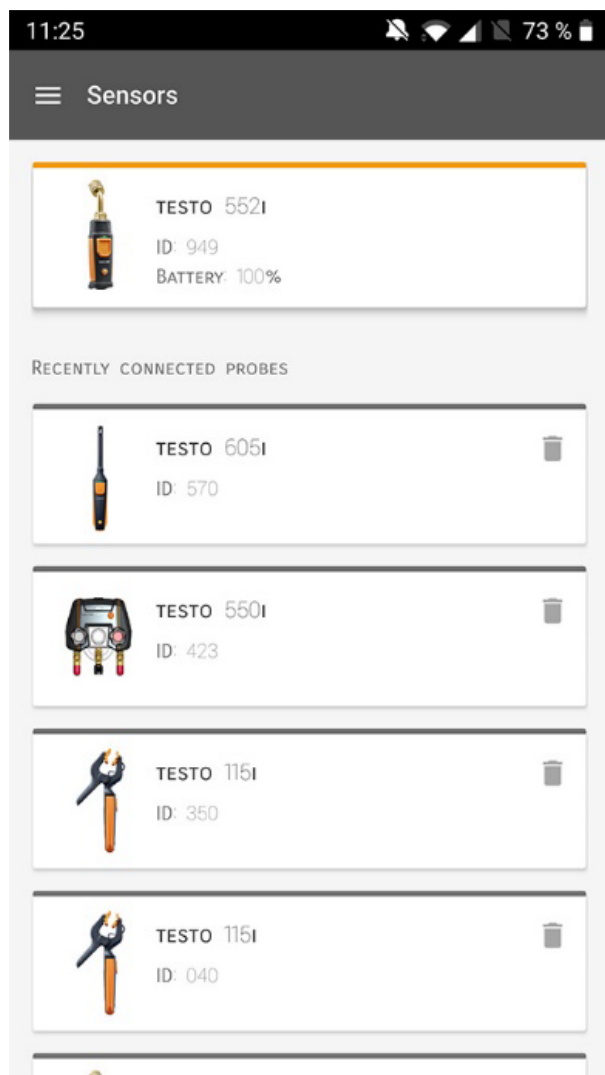 11:25 73 %
Sensors
TESTO 552I
ID: 949
BATTERY: 100%
RECENTLY CONNECTED PROBES
TESTO 605I
ID: 570
TESTO 550I
ID: 423
TESTO 115I
ID: 350
TESTO 115I
ID: 040